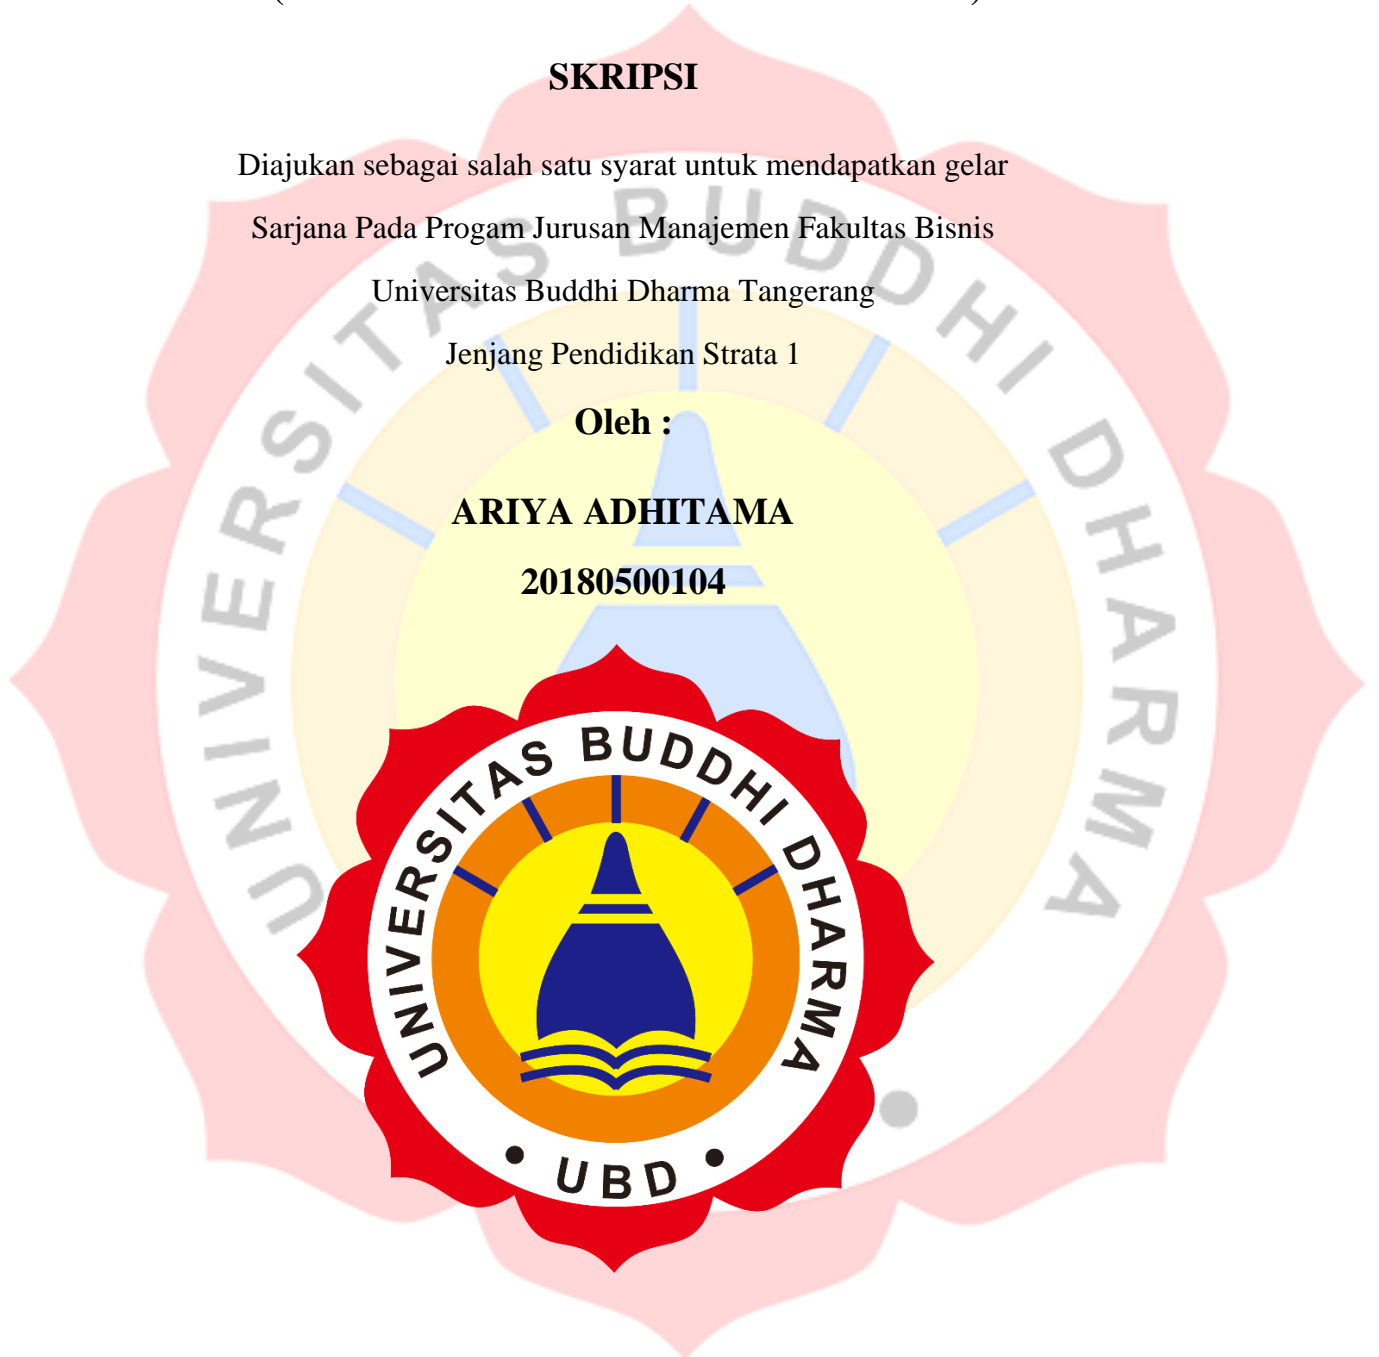 SKRIPSI
Diajukan sebagai salah satu syarat untuk mendapatkan gelar
Sarjana Pada Progam Jurusan Manajemen Fakultas Bisnis
Universitas Buddhi Dharma Tangerang
Jenjang Pendidikan Strata 1
Oleh :
ARIYA ADHITAMA
20180500104
UNIVERSITAS BUDDHI DHARMA
UNIVERSITAS BUDDHI DHARMA
• UBD •